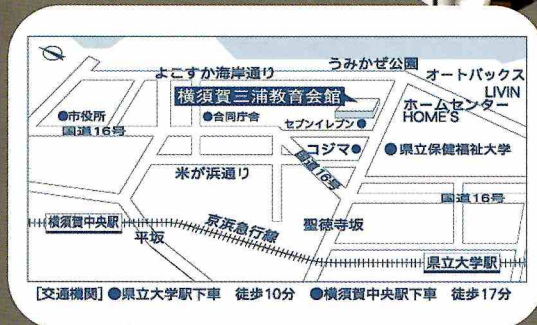 うみかぜ公園
よこすか海岸通り
オートバックス
LIVIN
横須賀三浦教育会館
ホームセンター
HOME'S
●市役所
●合同庁舎
セブンイレブン●
国道16号
コジマ●
●県立保健福祉大学
米が浜通り
国道16号
国道16号
横須賀中央駅
平坂
京浜急行線
聖徳寺坂
県立大学駅
[交通機関] ●県立大学駅下車 徒歩10分 ●横須賀中央駅下車 徒歩17分